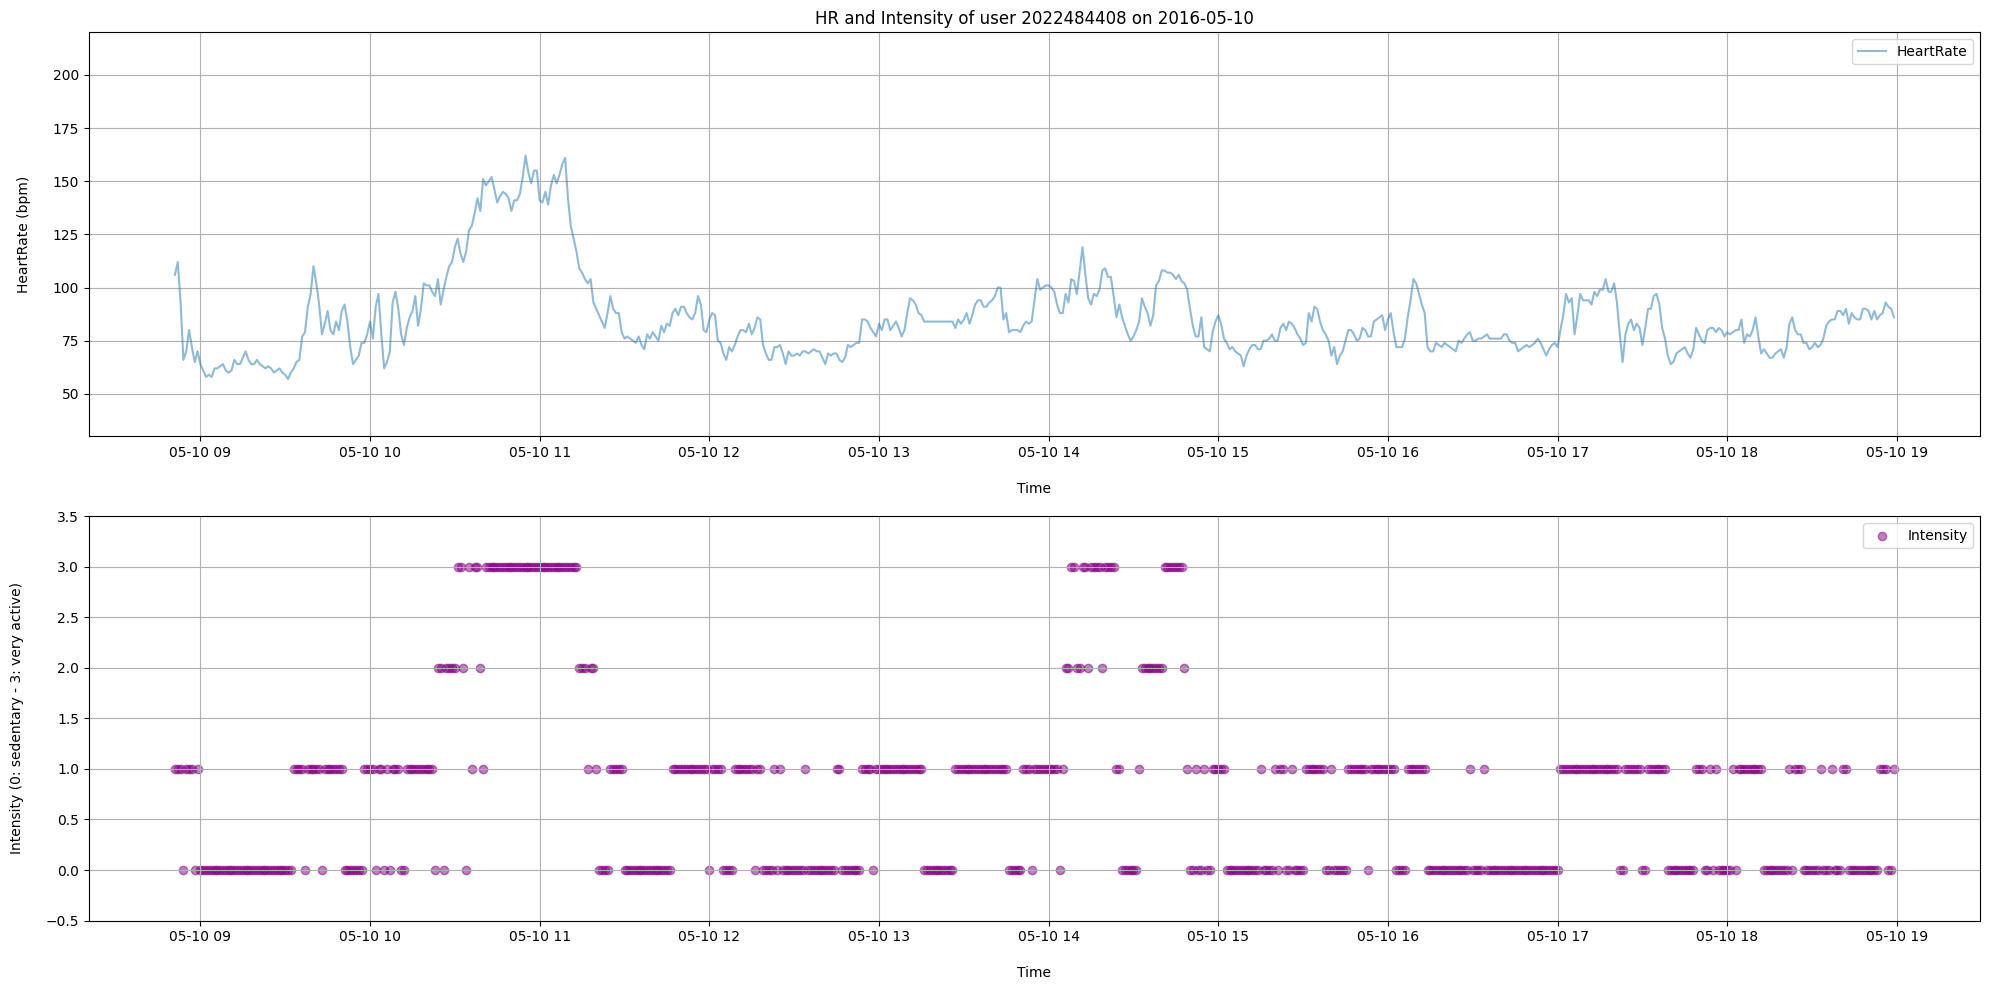 HR and Intensity of user 2022484408 on 2016-05-10
HeartRate
200
175
150
125
100
75
50
HeartRate (bpm)
05-10 09 05-10 10 05-10 11 05-10 12 05-10 13 05-10 14 05-10 15 05-10 16 05-10 17 05-10 18 05-10 19
Time
Intensity
3.5
3.0
2.5
2.0
1.5
1.0
0.5
0.0
−0.5
Intensity (0: sedentary - 3: very active)
05-10 09 05-10 10 05-10 11 05-10 12 05-10 13 05-10 14 05-10 15 05-10 16 05-10 17 05-10 18 05-10 19
Time